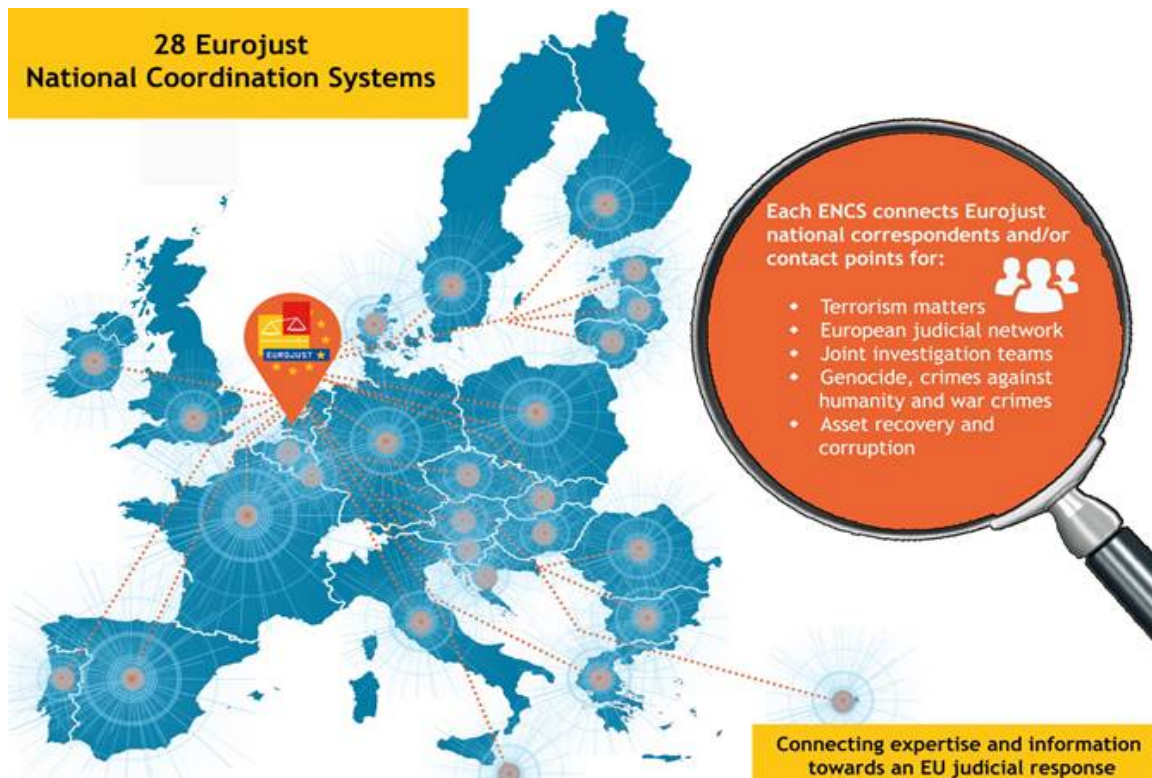 28 Eurojust
National Coordination Systems
EUROJUST
Each ENCS connects Eurojust
national correspondents and/or
contact points for:
◆ Terrorism matters
◆ European judicial network
◆ Joint investigation teams
◆ Genocide, crimes against
humanity and war crimes
◆ Asset recovery and
corruption
Connecting expertise and information
towards an EU judicial response